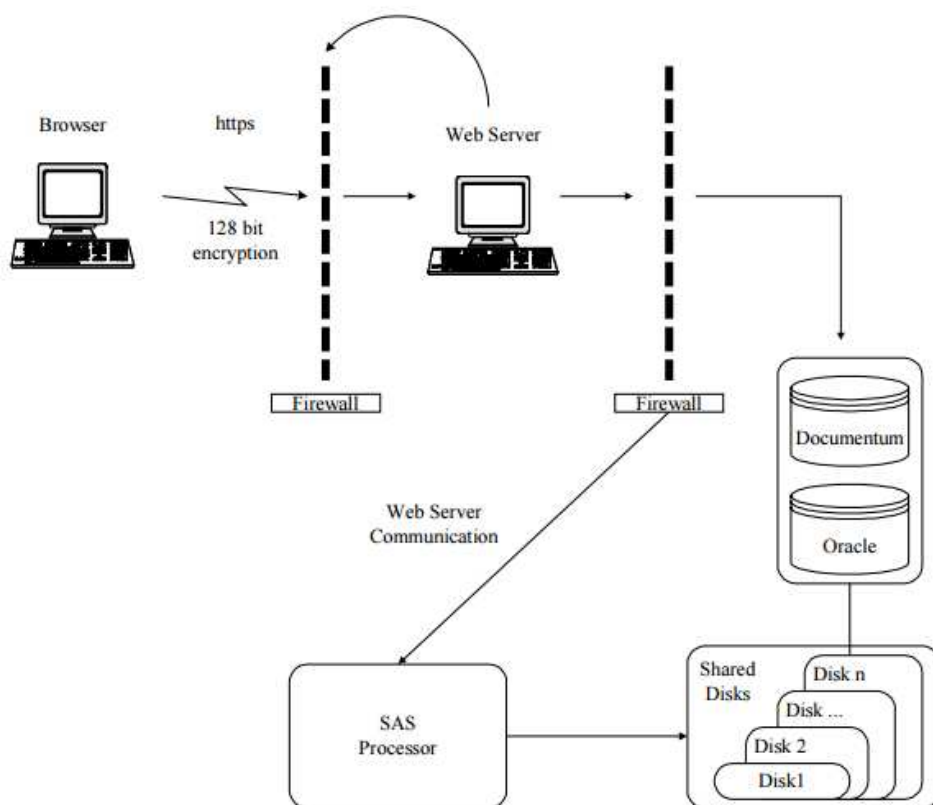 Browser
https
Web Server
128 bit
encryption
Firewall
Firewall
Documentum
Oracle
Web Server
Communication
SAS
Processor
Shared
Disks
Disk n
Disk ...
Disk 2
Disk1